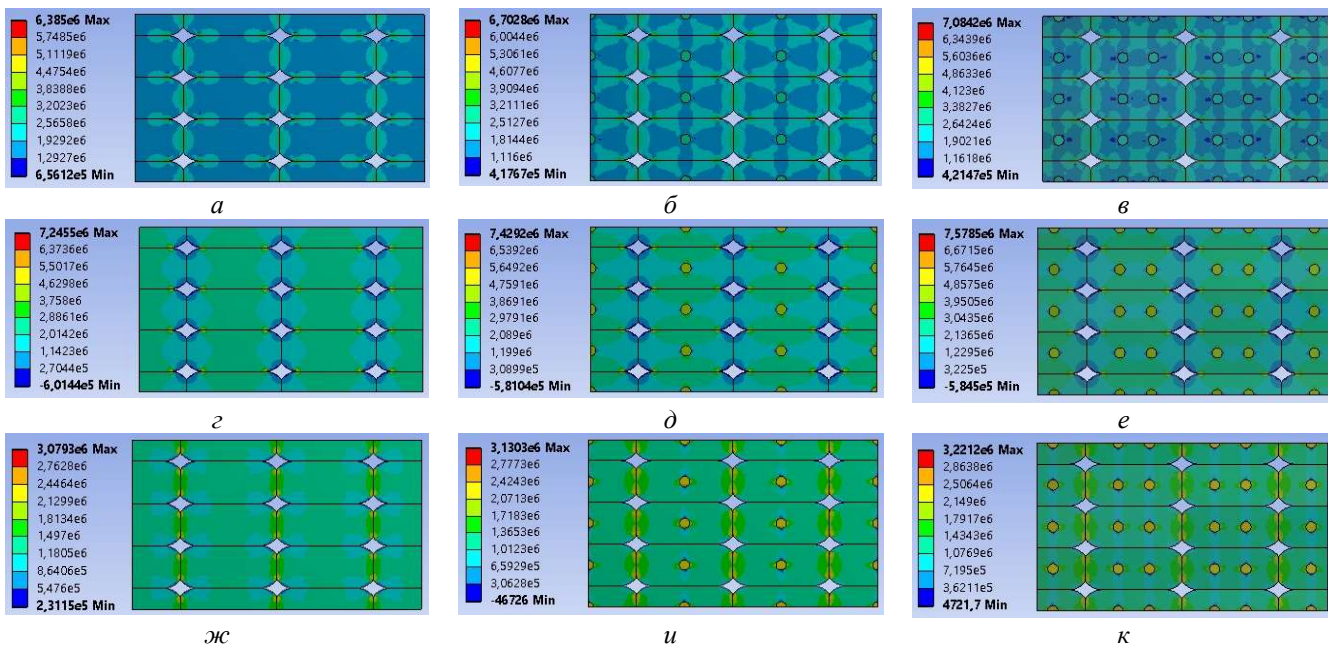 6,385e6 Max
5,7485e6
5,1119e6
4,4754e6
3,8388e6
3,2023e6
2,5658e6
1,9292e6
1,2927e6
6,5612e5 Min
а
6,7028e6 Max
6,0044e6
5,3061e6
4,6077e6
3,9094e6
3,2111e6
2,5127e6
1,8144e6
1,116e6
4,1767e5 Min
б
7,0842e6 Max
6,3439e6
5,6036e6
4,8633e6
4,123e6
3,3827e6
2,6424e6
1,9021e6
1,1618e6
4,2147e5 Min
в
7,2455e6 Max
6,3736e6
5,5017e6
4,6298e6
3,758e6
2,8861e6
2,0142e6
1,1423e6
2,7044e5
-6,0144e5 Min
г
7,4292e6 Max
6,5392e6
5,6492e6
4,7591e6
3,8691e6
2,9791e6
2,089e6
1,199e6
3,0899e5
-5,8104e5 Min
д
7,5785e6 Max
6,6715e6
5,7645e6
4,8575e6
3,9505e6
3,0435e6
2,1365e6
1,2295e6
3,225e5
-5,845e5 Min
е
3,0793e6 Max
2,7628e6
2,4464e6
2,1299e6
1,8134e6
1,497e6
1,1805e6
8,6406e5
5,476e5
2,3115e5 Min
ж
3,1303e6 Max
2,7773e6
2,4243e6
2,0713e6
1,7183e6
1,3653e6
1,0123e6
6,5929e5
3,0628e5
-46726 Min
и
3,2212e6 Max
2,8638e6
2,5064e6
2,149e6
1,7917e6
1,4343e6
1,0769e6
7,195e5
3,6211e5
4721,7 Min
к